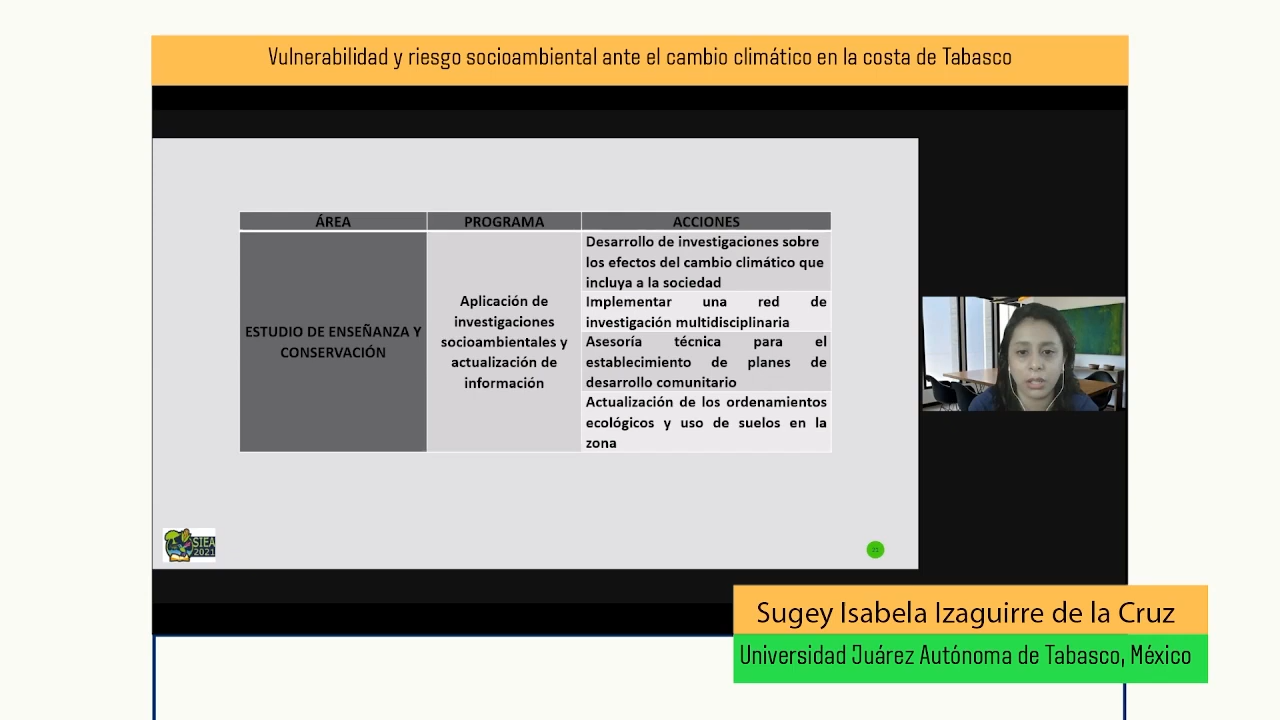 Vulnerabilidad y riesgo socioambiental ante el cambio climático en la costa de Tabasco
ÁREA
PROGRAMA
ACCIONES
ESTUDIO DE ENSEÑANZA Y
CONSERVACIÓN
Aplicación de
investigaciones
socioambientales y
actualización de
información
Desarrollo de investigaciones sobre
los efectos del cambio climático que
incluya a la sociedad
Implementar una red de
investigación multidisciplinaria
Asesoría técnica para el
establecimiento de planes de
desarrollo comunitario
Actualización de los ordenamientos
ecológicos y uso de suelos en la
zona
SIEA
2021
21
Sugey Isabela Izaguirre de la Cruz
Universidad Juárez Autónoma de Tabasco, México